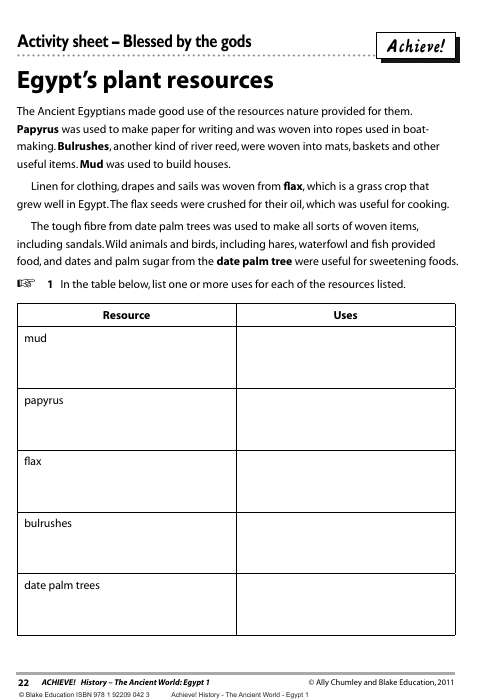 Activity sheet – Blessed by the gods
Achieve!
Egypt's plant resources
The Ancient Egyptians made good use of the resources nature provided for them.
Papyrus was used to make paper for writing and was woven into ropes used in boat-
making. Bulrushes, another kind of river reed, were woven into mats, baskets and other
useful items. Mud was used to build houses.
Linen for clothing, drapes and sails was woven from flax, which is a grass crop that
grew well in Egypt. The flax seeds were crushed for their oil, which was useful for cooking.
The tough fibre from date palm trees was used to make all sorts of woven items,
including sandals. Wild animals and birds, including hares, waterfowl and fish provided
food, and dates and palm sugar from the date palm tree were useful for sweetening foods.
1 In the table below, list one or more uses for each of the resources listed.
Resource Uses
mud
papyrus
flax
bulrushes
date palm trees
22 ACHIEVE! History – The Ancient World: Egypt 1 © Ally Chumley and Blake Education, 2011
© Blake Education ISBN 978 1 92209 042 3 Achieve! History - The Ancient World - Egypt 1